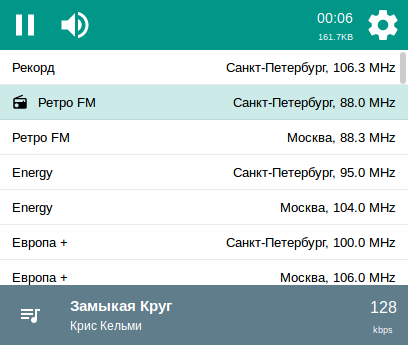 00:06
161.7KB
Рекорд Санкт-Петербург, 106.3 MHz
Ретро FM Санкт-Петербург, 88.0 MHz
Ретро FM Москва, 88.3 MHz
Energy Санкт-Петербург, 95.0 MHz
Energy Москва, 104.0 MHz
Европа + Санкт-Петербург, 100.0 MHz
Европа + Москва, 106.0 MHz
Замыкая Круг 128
Крис Кельми kbps